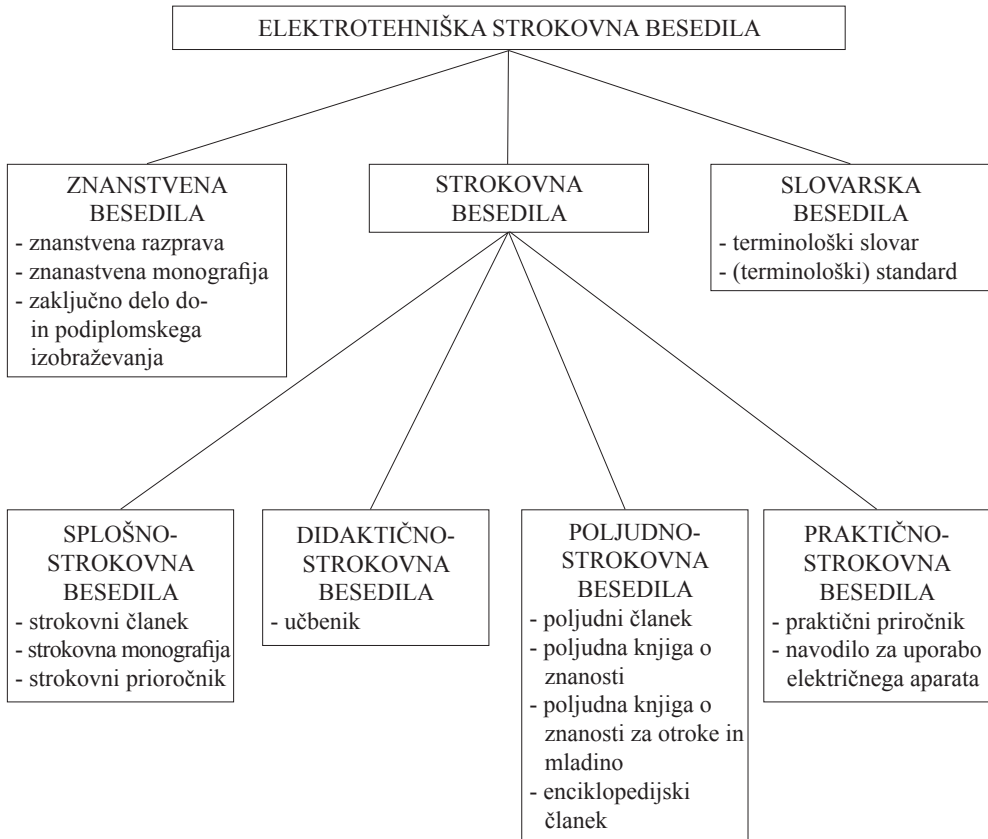 ELEKTROTEHNIŠKA STROKOVNA BESEDILA
ZNANSTVENA
BESEDILA
- znanstvena razprava
- znanastvena monografija
- zaključno delo do-
in podiplomskega
izobraževanja
STROKOVNA
BESEDILA
SLOVARSKA
BESEDILA
- terminološki slovar
- (terminološki) standard
SPLOŠNO-
STROKOVNA
BESEDILA
- strokovni članek
- strokovna monografija
- strokovni prioročnik
DIDAKTIČNO-
STROKOVNA
BESEDILA
- učbenik
POLJUDNO-
STROKOVNA
BESEDILA
- poljudni članek
- poljudna knjiga o
znanosti
- poljudna knjiga o
znanosti za otroke in
mladino
- enciklopedijski
članek
PRAKTIČNO-
STROKOVNA
BESEDILA
- praktični priročnik
- navodilo za uporabo
električnega aparata